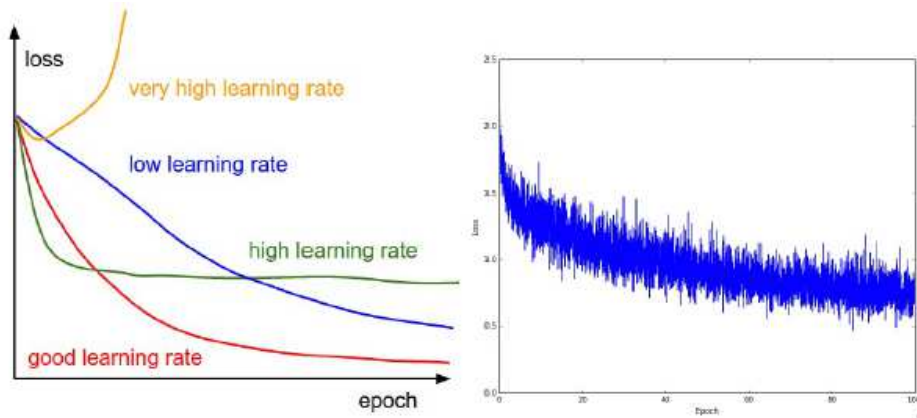 loss
very high learning rate
low learning rate
high learning rate
good learning rate
epoch
2.5
2.0
1.5
1.0
0.5
0.0
Loss
0 20 40 60 80 100
Epoch